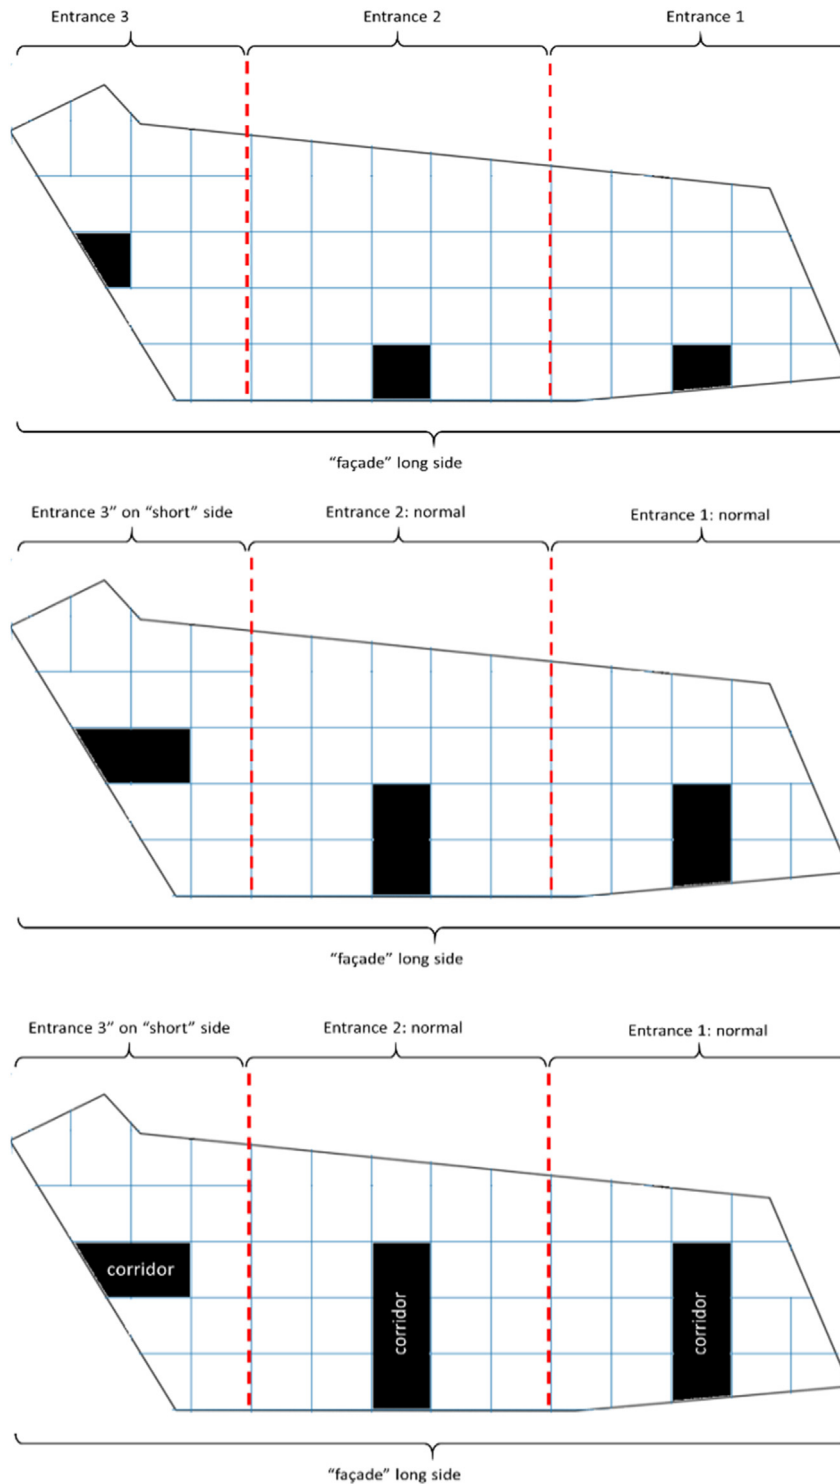 Entrance 3 Entrance 2 Entrance 1
“façade” long side
Entrance 3” on “short” side Entrance 2: normal Entrance 1: normal
“façade” long side
Entrance 3” on “short” side Entrance 2: normal Entrance 1: normal
corridor corridor corridor
“façade” long side